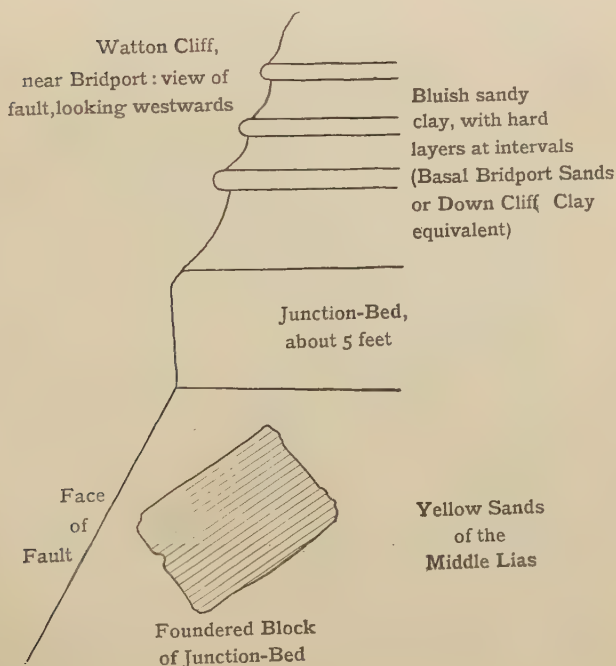 Watton Cliff,
near Bridport : view of
fault, looking westwards
Bluish sandy
clay, with hard
layers at intervals
(Basal Bridport Sands
or Down Cliff Clay
equivalent)
Junction-Bed,
about 5 feet
Face
of
Fault
Yellow Sands
of the
Middle Lias
Foundered Block
of Junction-Bed